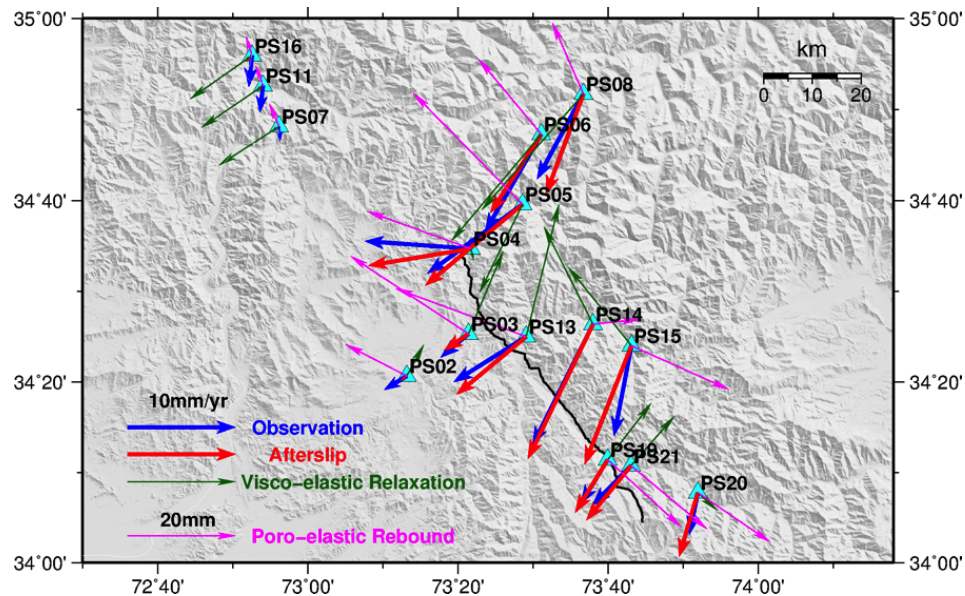 35°00'
35°00'
PS16
km
PS11
PS08
0 10 20
PS07
PS06
34°40'
34°40'
PS05
PS04
PS03
PS13
PS14
PS15
PS02
34°20'
34°20'
10mm/yr
Observation
Afterslip
PS19
PS21
Visco-elastic Relaxation
PS20
20mm
Poro-elastic Rebound
34°00'
34°00'
72°40' 73°00' 73°20' 73°40' 74°00'